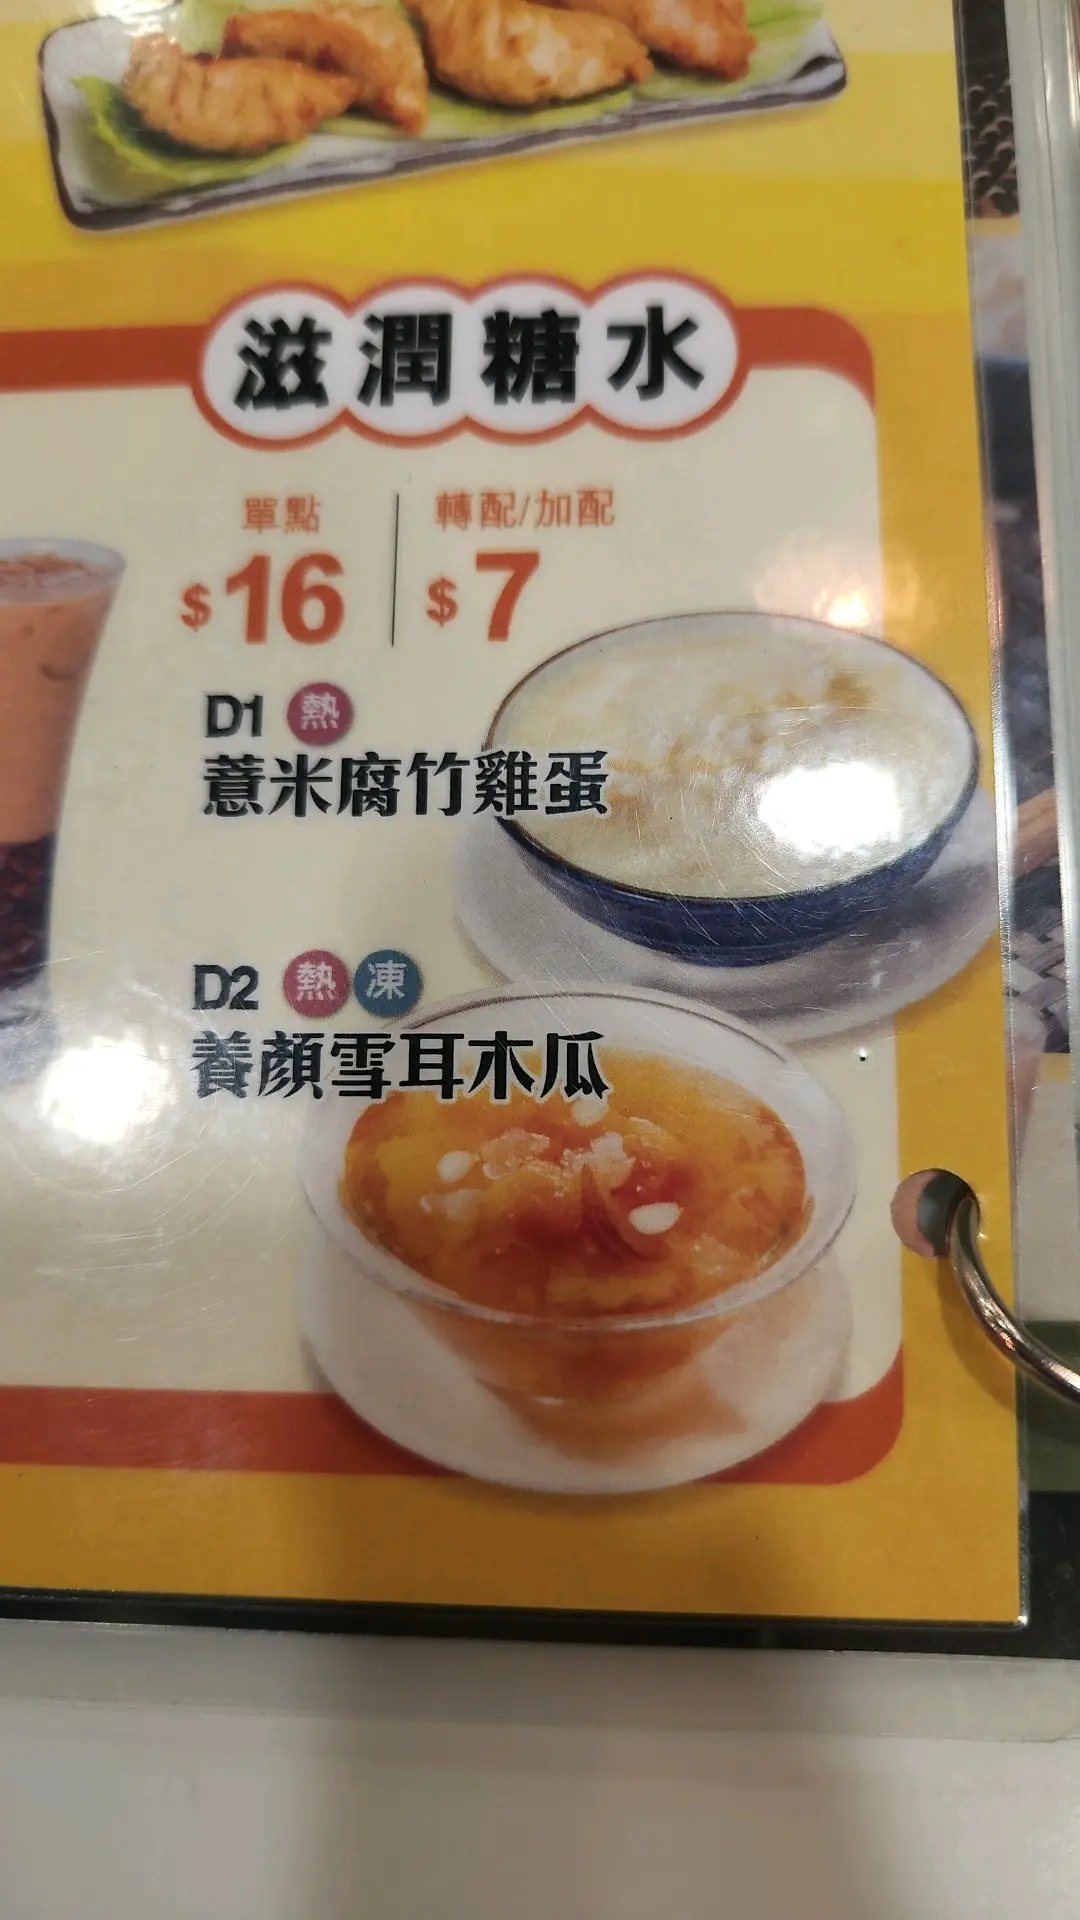 滋潤糖水
單點 轉配/加配
$16 $7
D1 熱
薏米腐竹雞蛋
D2 熱 凍
養顏雪耳木瓜